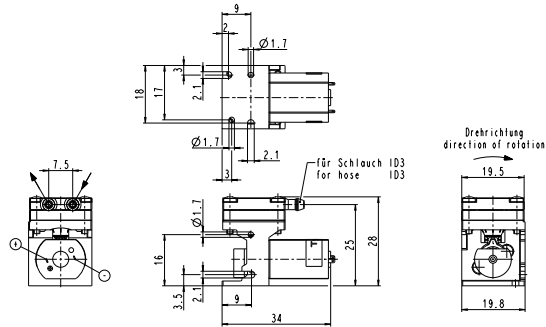 9
2
Ø1.7
3
2.1
18
17
Ø1.7
2.1
3
für Schlauch ID3
for hose ID3
Drehrichtung
direction of rotation
7.5
19.5
Ø1.7
16
25
28
+
-
2.1
3.5
9
34
19.8